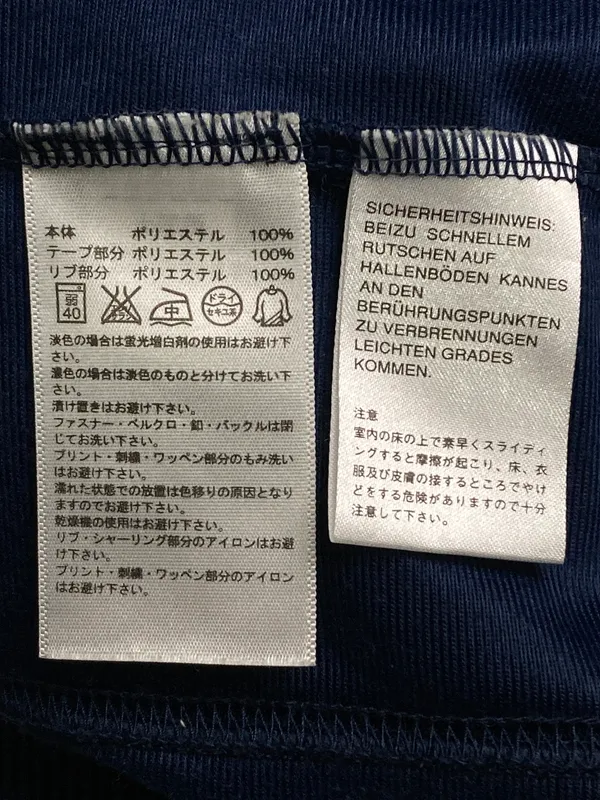 本体 ポリエステル 100%
テープ部分 ポリエステル 100%
リブ部分 ポリエステル 100%
弱
40
エンソ
サラシ
中
ドライ
セキユ系
淡色の場合は蛍光増白剤の使用はお避け下
さい。
濃色の場合は淡色のものと分けてお洗い下
さい。
漬け置きはお避け下さい。
ファスナー・ベルクロ・釦・バックルは閉
じてお洗い下さい。
プリント・刺繍・ワッペン部分のもみ洗い
はお避け下さい。
濡れた状態での放置は色移りの原因となり
ますのでお避け下さい。
乾燥機の使用はお避け下さい。
リブ・シャーリング部分のアイロンはお避
け下さい。
プリント・刺繍・ワッペン部分のアイロン
はお避け下さい。
SICHERHEITSHINWEIS:
BEIZU SCHNELLEM
RUTSCHEN AUF
HALLENBÖDEN KANNES
AN DEN
BERÜHRUNGSPUNKTEN
ZU VERBRENNUNGEN
LEICHTEN GRADES
KOMMEN.
注意
室内の床の上で素早くスライディ
ングすると摩擦が起こり、床、衣
服及び皮膚の接するところでやけ
どをする危険がありますので十分
注意して下さい。